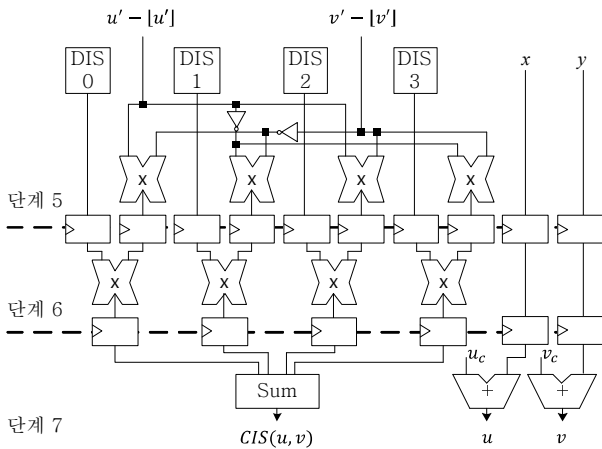 u′ − ⌊u′⌋ v′ − ⌊v′⌋
DIS 0 DIS 1 DIS 2 DIS 3 x y
x x x x
단계 5
x x x x
단계 6
u_c v_c
Sum + +
단계 7
CIS(u, v) u v